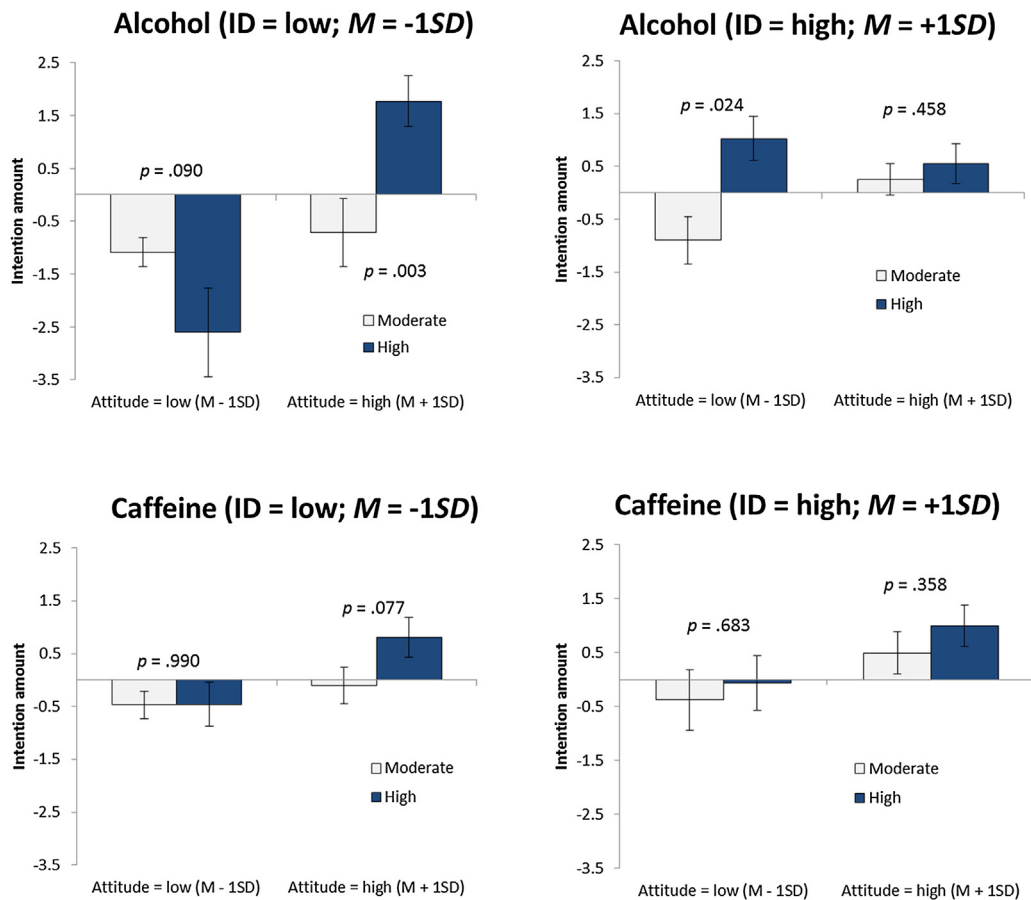 Alcohol (ID = low; M = -1SD)
2.5
1.5
0.5
-0.5
-1.5
-2.5
-3.5
Intention amount
p = .090
p = .003
Moderate
High
Attitude = low (M - 1SD)
Attitude = high (M + 1SD)
Alcohol (ID = high; M = +1SD)
2.5
1.5
0.5
-0.5
-1.5
-2.5
-3.5
Intention amount
p = .024
p = .458
Moderate
High
Attitude = low (M - 1SD)
Attitude = high (M + 1SD)
Caffeine (ID = low; M = -1SD)
2.5
1.5
0.5
-0.5
-1.5
-2.5
-3.5
Intention amount
p = .990
p = .077
Moderate
High
Attitude = low (M - 1SD)
Attitude = high (M + 1SD)
Caffeine (ID = high; M = +1SD)
2.5
1.5
0.5
-0.5
-1.5
-2.5
-3.5
Intention amount
p = .683
p = .358
Moderate
High
Attitude = low (M - 1SD)
Attitude = high (M + 1SD)